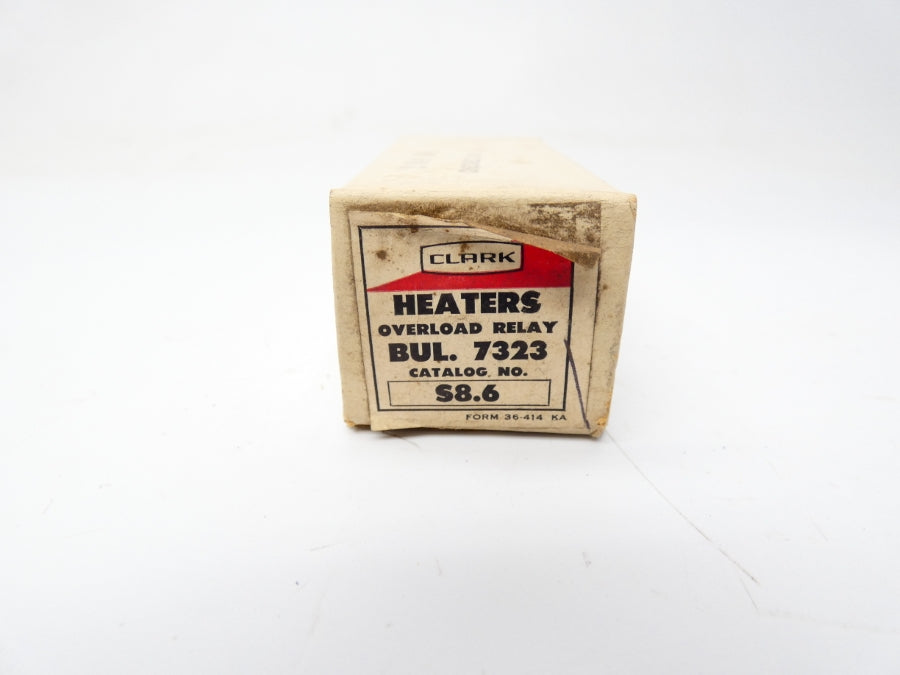 CLARK
HEATERS
OVERLOAD RELAY
BUL. 7323
CATALOG. NO.
S8.6
FORM 36-414 KA